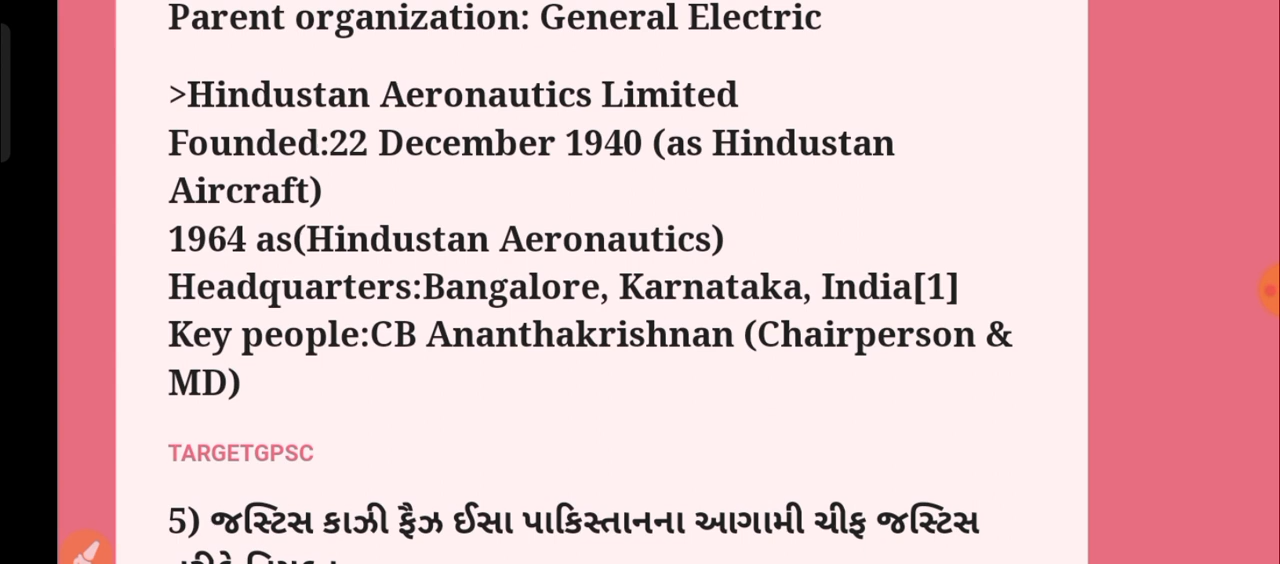 Parent organization: General Electric
>Hindustan Aeronautics Limited
Founded:22 December 1940 (as Hindustan
Aircraft)
1964 as(Hindustan Aeronautics)
Headquarters:Bangalore, Karnataka, India[1]
Key people:CB Ananthakrishnan (Chairperson &
MD)
TARGETGPSC
5) જસ્ટિસ કાઝી ફૈઝ ઈસા પાકિસ્તાનના આગામી ચીફ જસ્ટિસ